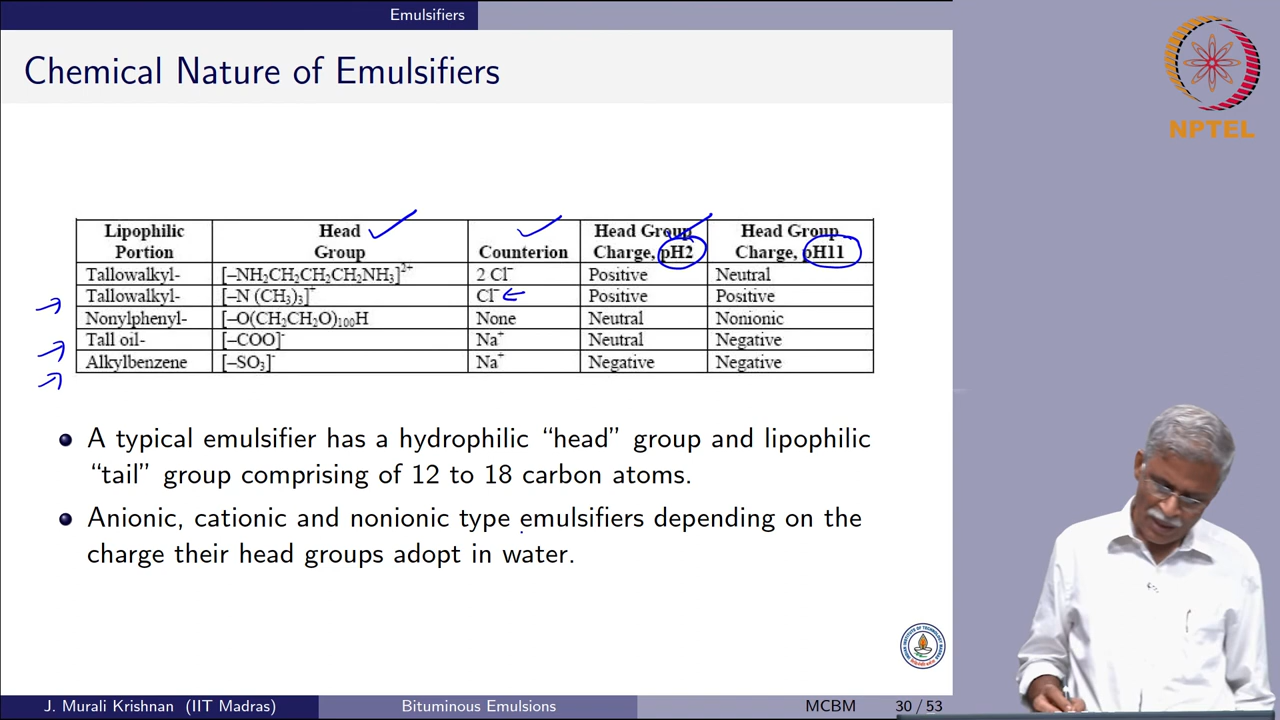 Emulsifiers
Chemical Nature of Emulsifiers
NPTEL
Lipophilic Portion | Head Group | Counterion | Head Group Charge, pH2 | Head Group Charge, pH11
Tallowalkyl- | [–NH₂CH₂CH₂CH₂NH₃]²⁺ | 2 Cl⁻ | Positive | Neutral
Tallowalkyl- | [–N (CH₃)₃]⁺ | Cl⁻ | Positive | Positive
Nonylphenyl- | [–O(CH₂CH₂O)₁₀₀H | None | Neutral | Nonionic
Tall oil- | [–COO]⁻ | Na⁺ | Neutral | Negative
Alkylbenzene | [–SO₃]⁻ | Na⁺ | Negative | Negative
A typical emulsifier has a hydrophilic “head” group and lipophilic
“tail” group comprising of 12 to 18 carbon atoms.
Anionic, cationic and nonionic type emulsifiers depending on the
charge their head groups adopt in water.
J. Murali Krishnan (IIT Madras) Bituminous Emulsions MCBM 30 / 53